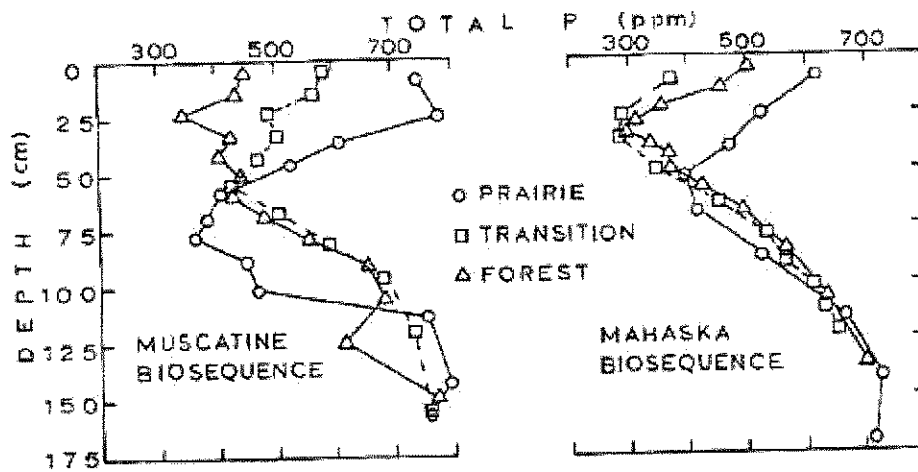 TOTAL P (ppm)
300 500 700
300 500 700
0
25
50
75
100
125
150
175
DEPTH (cm)
PRAIRIE
TRANSITION
FOREST
MUSCATINE
BIOSEQUENCE
MAHASKA
BIOSEQUENCE